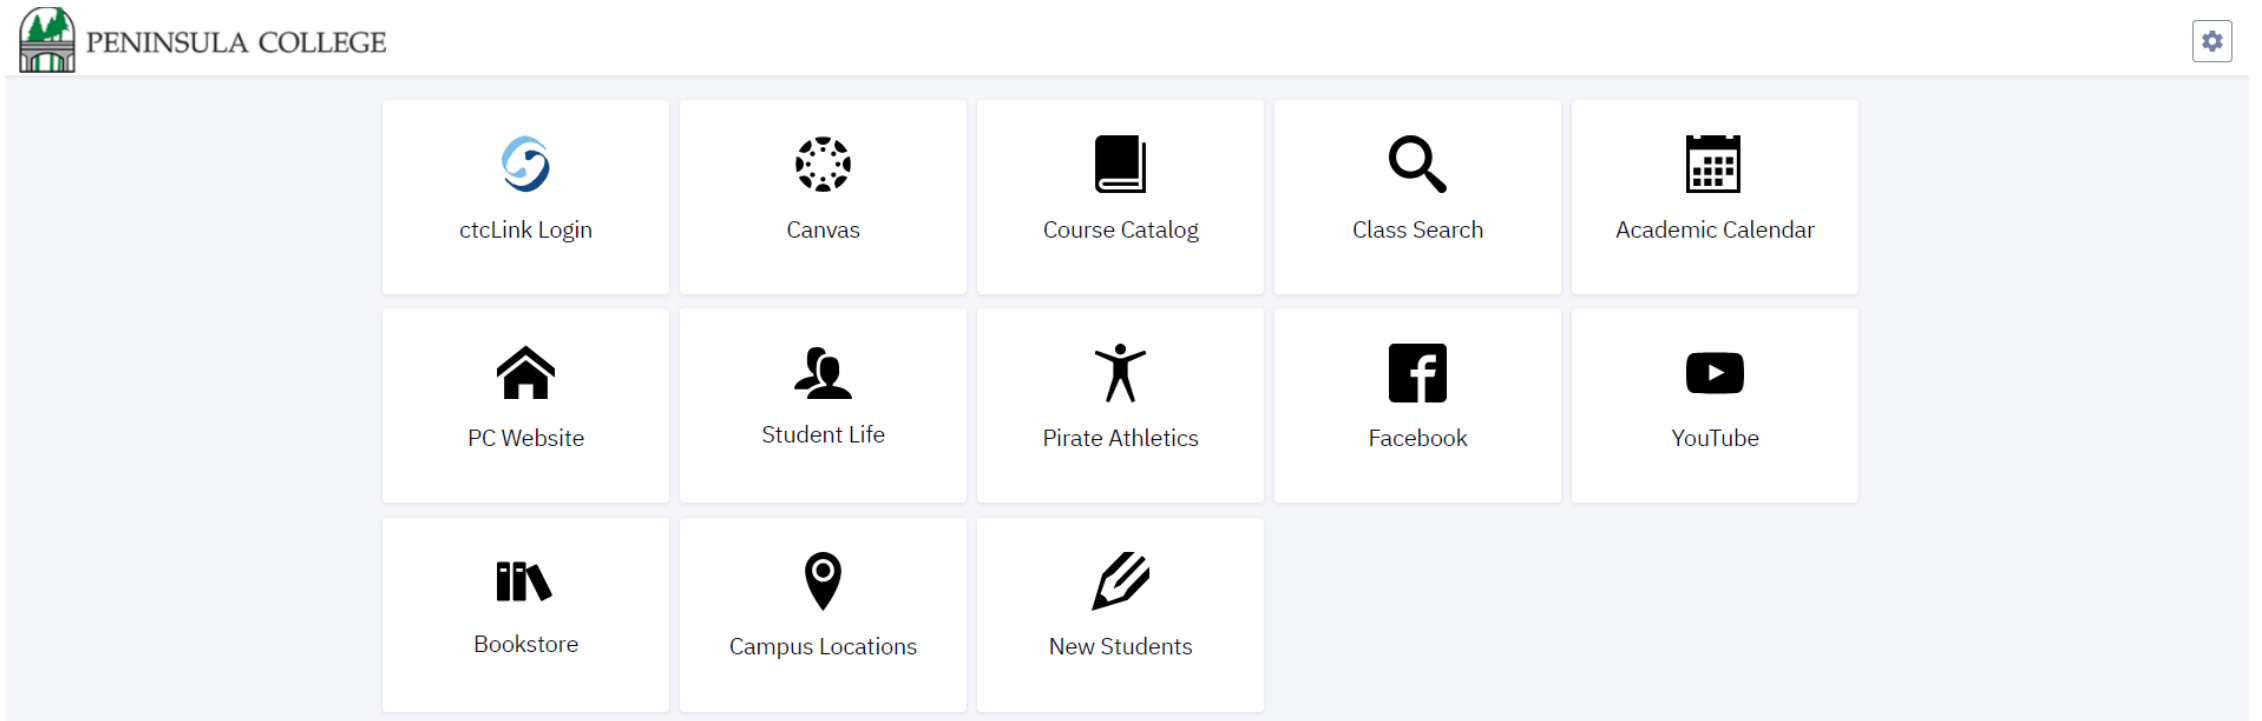 PENINSULA COLLEGE
ctcLink Login
Canvas
Course Catalog
Class Search
Academic Calendar
PC Website
Student Life
Pirate Athletics
Facebook
YouTube
Bookstore
Campus Locations
New Students